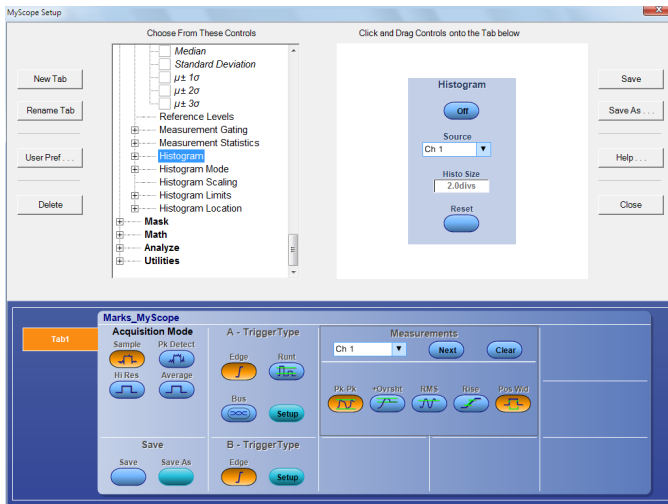 MyScope Setup
Choose From These Controls
Click and Drag Controls onto the Tab below
New Tab
Rename Tab
User Pref . . .
Delete
Median
Standard Deviation
µ± 1σ
µ± 2σ
µ± 3σ
Reference Levels
Measurement Gating
Measurement Statistics
Histogram
Histogram Mode
Histogram Scaling
Histogram Limits
Histogram Location
Mask
Math
Analyze
Utilities
Histogram
Off
Source
Ch 1
Histo Size
2.0divs
Reset
Save
Save As . . .
Help . . .
Close
Tab1
Marks_MyScope
Acquisition Mode
Sample Pk Detect
Hi Res Average
Save
Save Save As
A - TriggerType
Edge Runt
Bus
Setup
B - TriggerType
Edge
Setup
Measurements
Ch 1 Next Clear
Pk-Pk +Ovrsht RMS Rise Pos Wid